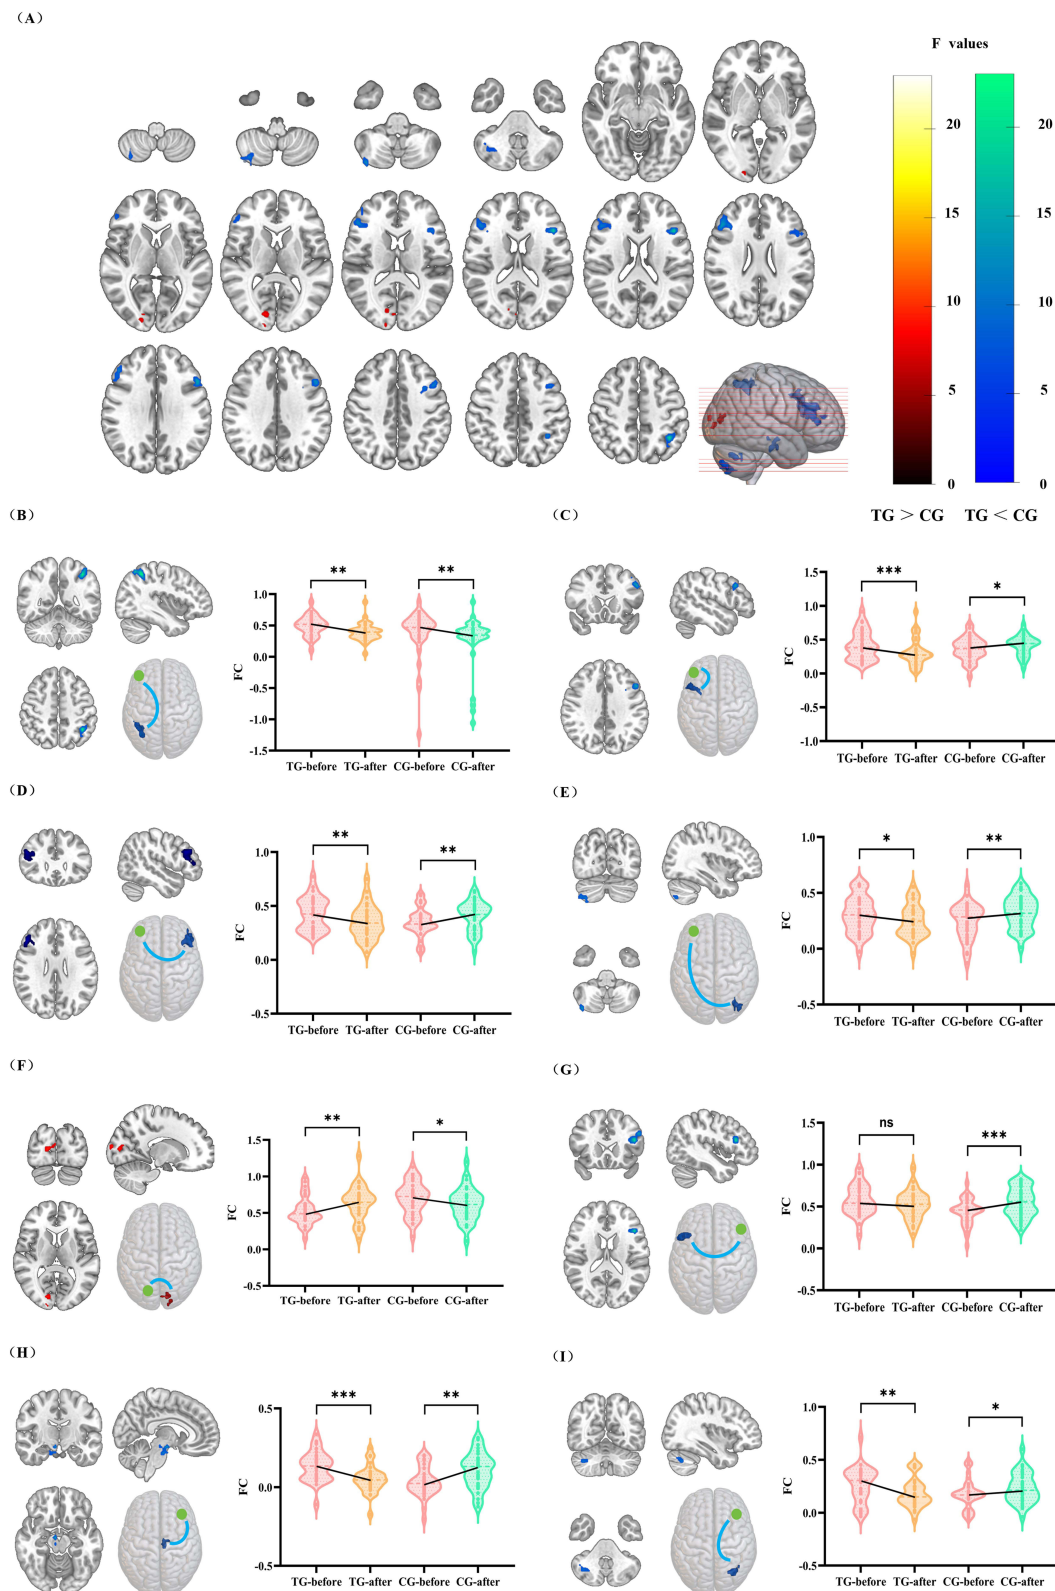 (A)
F values
20
15
10
5
0
20
15
10
5
0
TG > CG
TG < CG
(B)
**
**
FC
1.0
0.5
0.0
-0.5
-1.0
-1.5
TG-before
TG-after
CG-before
CG-after
(C)
***
*
FC
1.5
1.0
0.5
0.0
-0.5
-1.0
TG-before
TG-after
CG-before
CG-after
(D)
**
**
FC
1.0
0.5
0.0
-0.5
TG-before
TG-after
CG-before
CG-after
(E)
*
**
FC
1.0
0.5
0.0
-0.5
TG-before
TG-after
CG-before
CG-after
(F)
**
*
FC
1.5
1.0
0.5
0.0
-0.5
TG-before
TG-after
CG-before
CG-after
(G)
ns
***
FC
1.5
1.0
0.5
0.0
-0.5
TG-before
TG-after
CG-before
CG-after
(H)
***
**
FC
0.5
0.0
-0.5
TG-before
TG-after
CG-before
CG-after
(I)
**
*
FC
1.0
0.5
0.0
-0.5
TG-before
TG-after
CG-before
CG-after